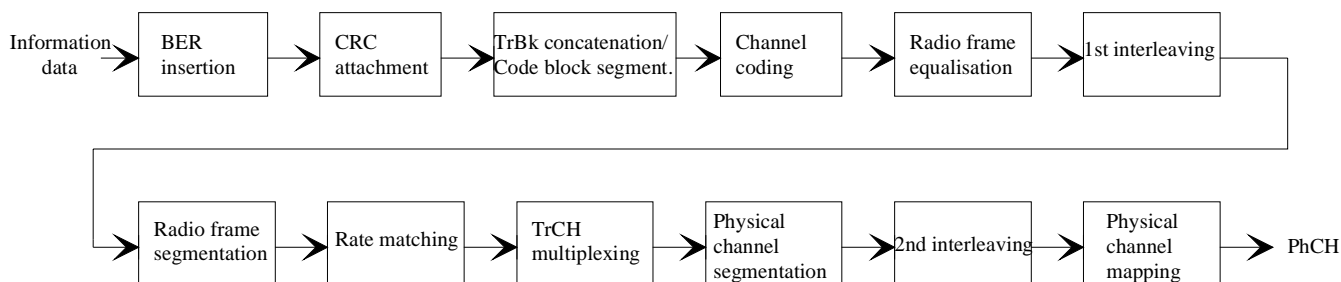 Information
data
BER
insertion
CRC
attachment
TrBk concatenation/
Code block segment.
Channel
coding
Radio frame
equalisation
1st interleaving
Radio frame
segmentation
Rate matching
TrCH
multiplexing
Physical
channel
segmentation
2nd interleaving
Physical
channel
mapping
PhCH